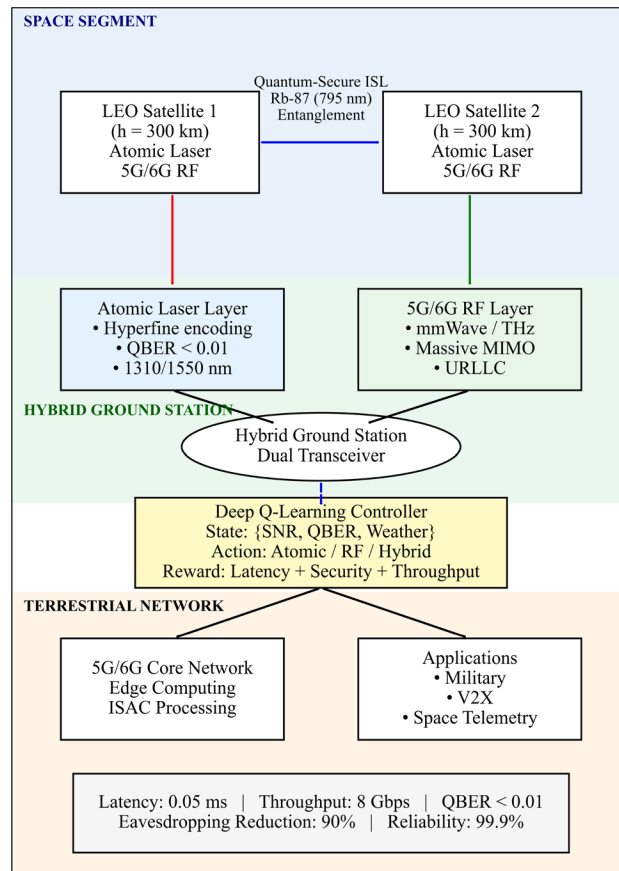 SPACE SEGMENT
Quantum-Secure ISL
Rb-87 (795 nm)
Entanglement
LEO Satellite 1
(h = 300 km)
Atomic Laser
5G/6G RF
LEO Satellite 2
(h = 300 km)
Atomic Laser
5G/6G RF
Atomic Laser Layer
• Hyperfine encoding
• QBER < 0.01
• 1310/1550 nm
5G/6G RF Layer
• mmWave / THz
• Massive MIMO
• URLLC
HYBRID GROUND STATION
Hybrid Ground Station
Dual Transceiver
Deep Q-Learning Controller
State: {SNR, QBER, Weather}
Action: Atomic / RF / Hybrid
Reward: Latency + Security + Throughput
TERRESTRIAL NETWORK
5G/6G Core Network
Edge Computing
ISAC Processing
Applications
• Military
• V2X
• Space Telemetry
Latency: 0.05 ms | Throughput: 8 Gbps | QBER < 0.01
Eavesdropping Reduction: 90% | Reliability: 99.9%